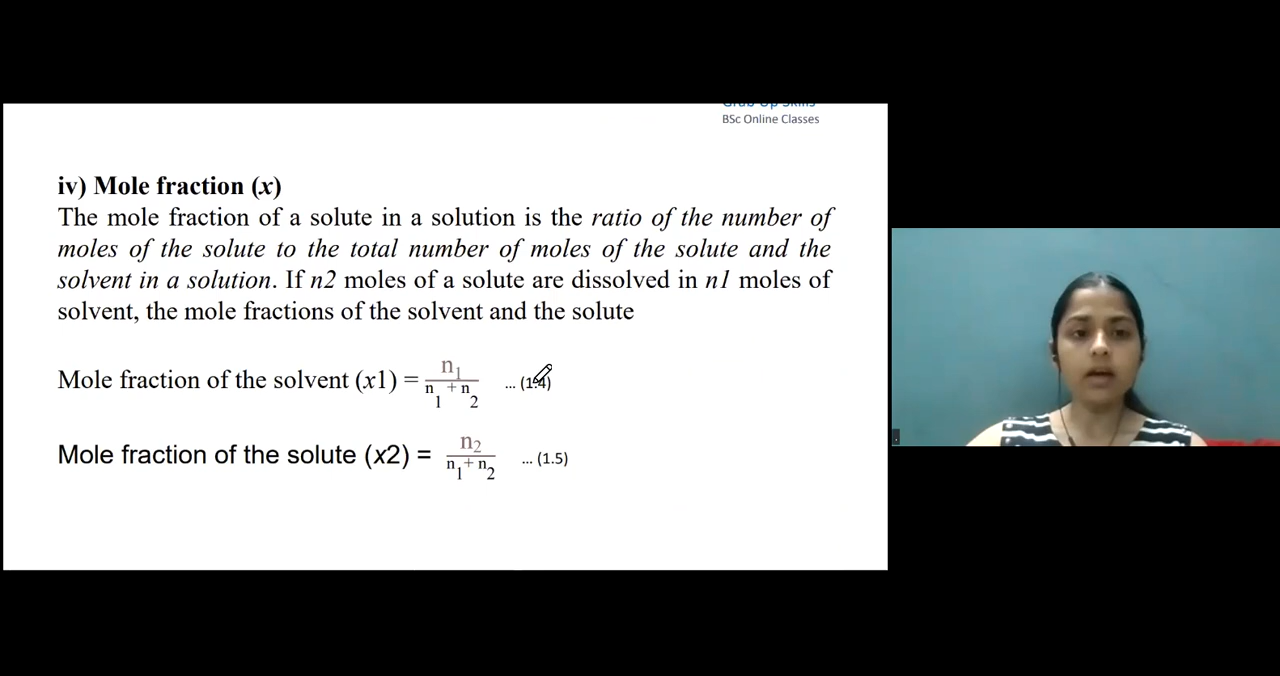 BSc Online Classes
iv) Mole fraction (x)
The mole fraction of a solute in a solution is the ratio of the number of
moles of the solute to the total number of moles of the solute and the
solvent in a solution. If n2 moles of a solute are dissolved in n1 moles of
solvent, the mole fractions of the solvent and the solute
Mole fraction of the solvent (x1) = n₁ / n₁ + n₂ ... (1.4)
Mole fraction of the solute (x2) = n₂ / n₁ + n₂ ... (1.5)